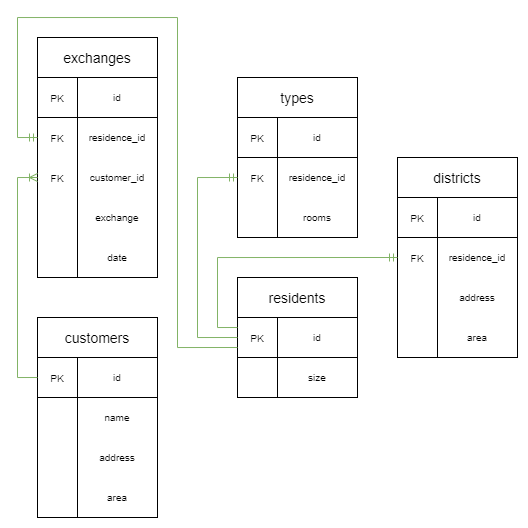 exchanges
PK id
FK residence_id
FK customer_id
exchange
date
types
PK id
FK residence_id
rooms
districts
PK id
FK residence_id
address
area
residents
PK id
size
customers
PK id
name
address
area